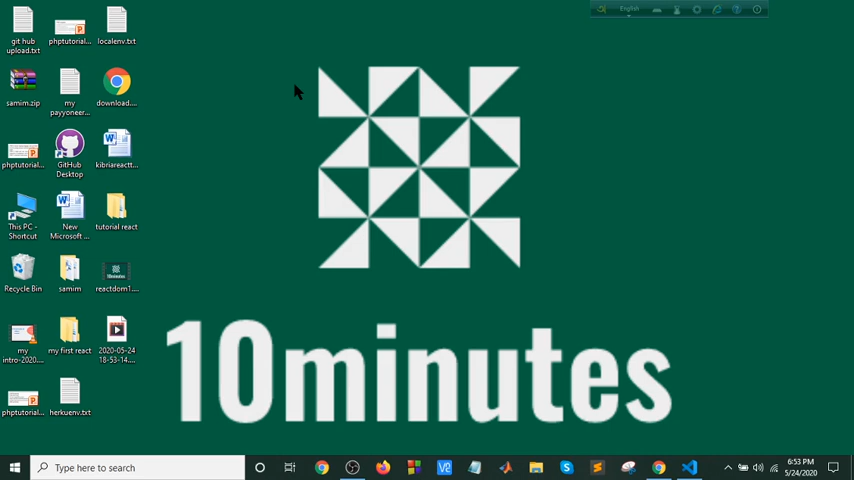 English
git hub
upload.txt
phptutorial...
localenv.txt
samim.zip
my
payyoneer...
download....
phptutorial...
GitHub
Desktop
kibriareactt...
This PC -
Shortcut
New
Microsoft ...
tutorial react
Recycle Bin
samim
10minutes
reactdom1....
my
intro-2020....
my first react
2020-05-24
18-53-14....
phptutorial...
herkuenv.txt
10minutes
Type here to search
6:53 PM
5/24/2020